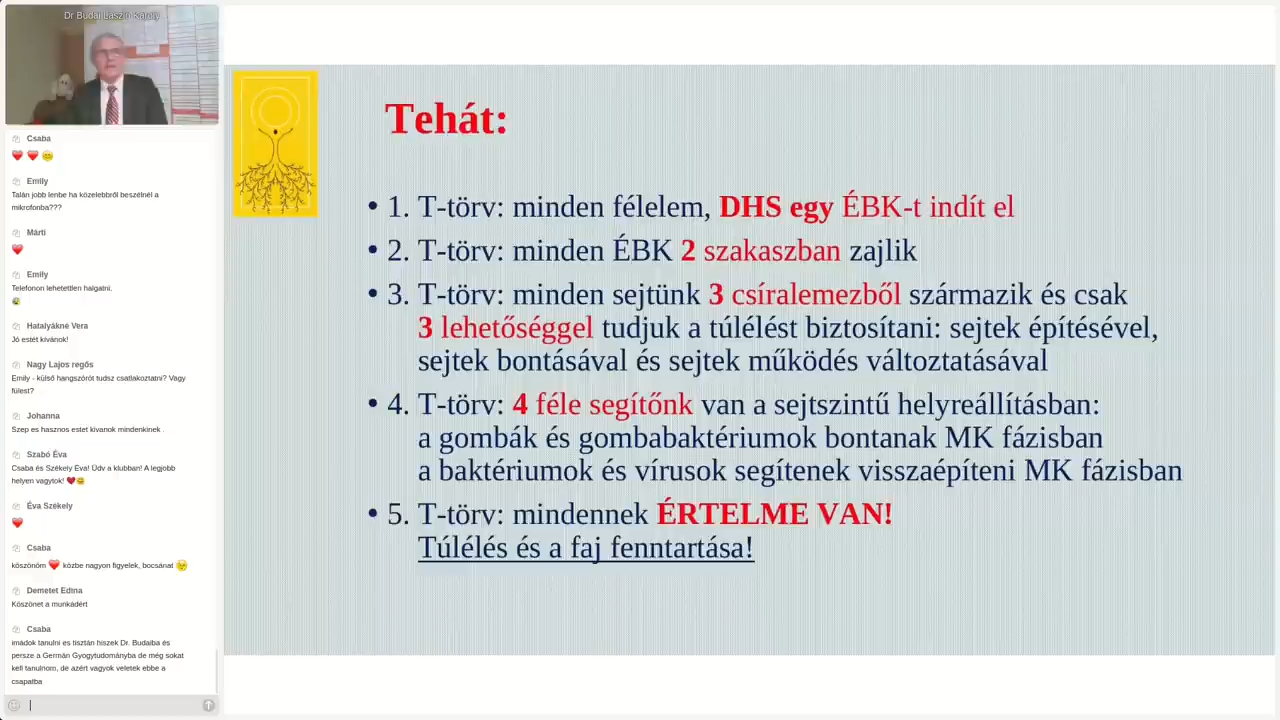 Dr Budai László Károly
Csaba
Emily
Talán jobb lenbe ha közelebbről beszélnél a
mikrofonba???
Márti
Emily
Telefonon lehetetlen halgatni.
Hatalyákné Vera
Jó estét kivánok!
Nagy Lajos regős
Emily - külső hangszórót tudsz csatlakoztatni? Vagy
fülest?
Johanna
Szep es hasznos estet kivanok mindenkinek .
Szabó Éva
Csaba és Székely Éva! Üdv a klubban! A legjobb
helyen vagytok!
Éva Székely
Csaba
köszönöm közbe nagyon figyelek, bocsánat
Demetet Edina
Köszönet a munkádért
Csaba
imádok tanulni es tisztán hiszek Dr. Budaiba és
persze a Germán Gyogytudományba de még sokat
kell tanulnom, de azért vagyok veletek ebbe a
csapatba
Tehát:
• 1. T-törv: minden félelem, DHS egy ÉBK-t indít el
• 2. T-törv: minden ÉBK 2 szakaszban zajlik
• 3. T-törv: minden sejtünk 3 csíralemezből származik és csak
3 lehetőséggel tudjuk a túlélést biztosítani: sejtek építésével,
sejtek bontásával és sejtek működés változtatásával
• 4. T-törv: 4 féle segítőnk van a sejtszintű helyreállításban:
a gombák és gombabaktériumok bontanak MK fázisban
a baktériumok és vírusok segítenek visszaépíteni MK fázisban
• 5. T-törv: mindennek ÉRTELME VAN!
Túlélés és a faj fenntartása!